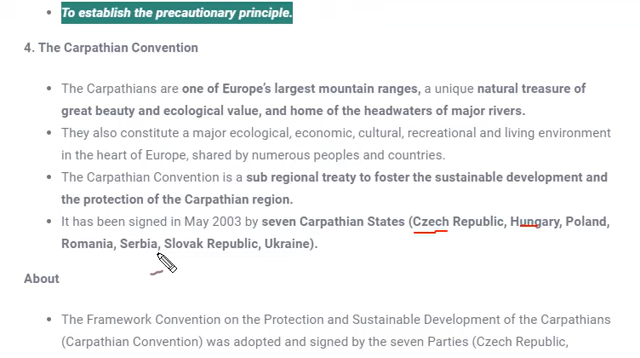 To establish the precautionary principle.
4. The Carpathian Convention
The Carpathians are one of Europe's largest mountain ranges, a unique natural treasure of
great beauty and ecological value, and home of the headwaters of major rivers.
They also constitute a major ecological, economic, cultural, recreational and living environment
in the heart of Europe, shared by numerous peoples and countries.
The Carpathian Convention is a sub regional treaty to foster the sustainable development and
the protection of the Carpathian region.
It has been signed in May 2003 by seven Carpathian States (Czech Republic, Hungary, Poland,
Romania, Serbia, Slovak Republic, Ukraine).
About
The Framework Convention on the Protection and Sustainable Development of the Carpathians
(Carpathian Convention) was adopted and signed by the seven Parties (Czech Republic,